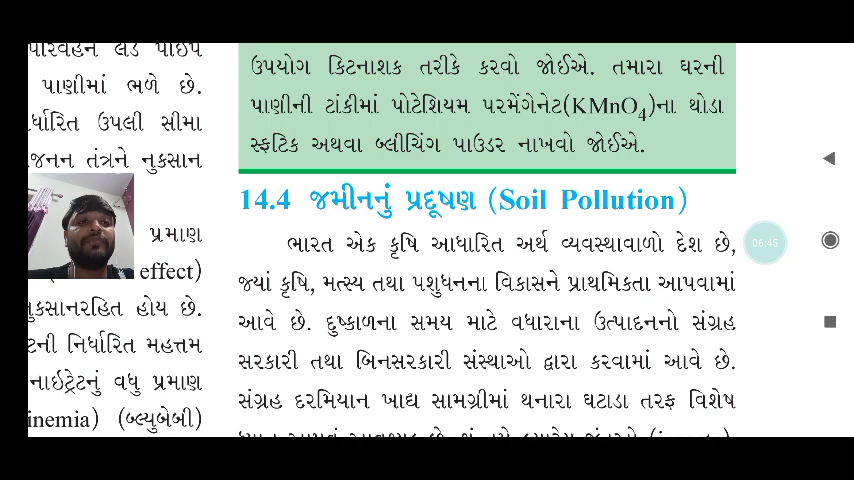 પારવહન લેડ પાઈપ
પાણીમાં ભળે છે.
ર્ધારિત ઉપલી સીમા
જનન તંત્રને નુકસાન
પ્રમાણ
effect)
નુકસાનરહિત હોય છે.
ટની નિર્ધારિત મહત્તમ
નાઇટ્રેટનું વધુ પ્રમાણ
inemia) (બ્લ્યુબેબી)
ઉપયોગ કિટનાશક તરીકે કરવો જોઈએ. તમારા ઘરની
પાણીની ટાંકીમાં પોટેશિયમ પરમેંગેનેટ(KMnO₄)ના થોડા
સ્ફટિક અથવા બ્લીચિંગ પાઉડર નાખવો જોઈએ.
14.4 જમીનનું પ્રદૂષણ (Soil Pollution)
ભારત એક કૃષિ આધારિત અર્થ વ્યવસ્થાવાળો દેશ છે,
જ્યાં કૃષિ, મત્સ્ય તથા પશુધનના વિકાસને પ્રાથમિકતા આપવામાં
આવે છે. દુષ્કાળના સમય માટે વધારાના ઉત્પાદનનો સંગ્રહ
સરકારી તથા બિનસરકારી સંસ્થાઓ દ્વારા કરવામાં આવે છે.
સંગ્રહ દરમિયાન ખાદ્ય સામગ્રીમાં થનારા ઘટાડા તરફ વિશેષ
06:45